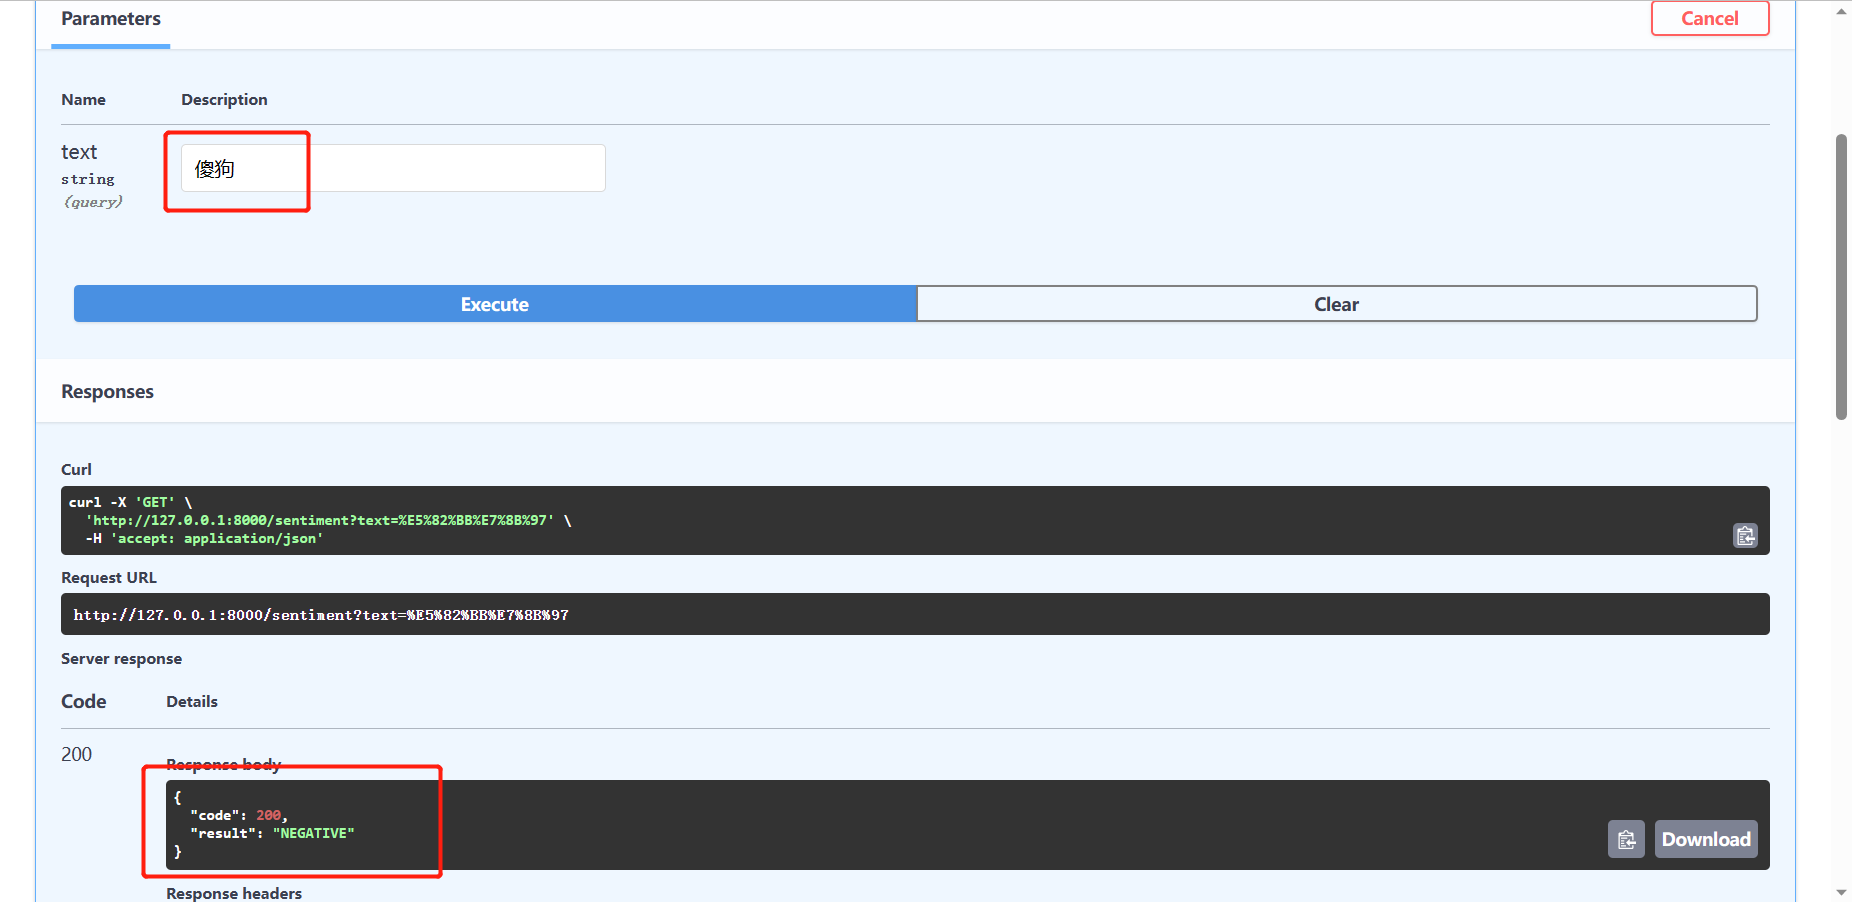 Parameters
Cancel
Name Description
text
string
(query)
傻狗
Execute Clear
Responses
Curl
curl -X 'GET' \
'http://127.0.0.1:8000/sentiment?text=%E5%82%BB%E7%8B%97' \
-H 'accept: application/json'
Request URL
http://127.0.0.1:8000/sentiment?text=%E5%82%BB%E7%8B%97
Server response
Code Details
200
Response body
{
"code": 200,
"result": "NEGATIVE"
}
Download
Response headers